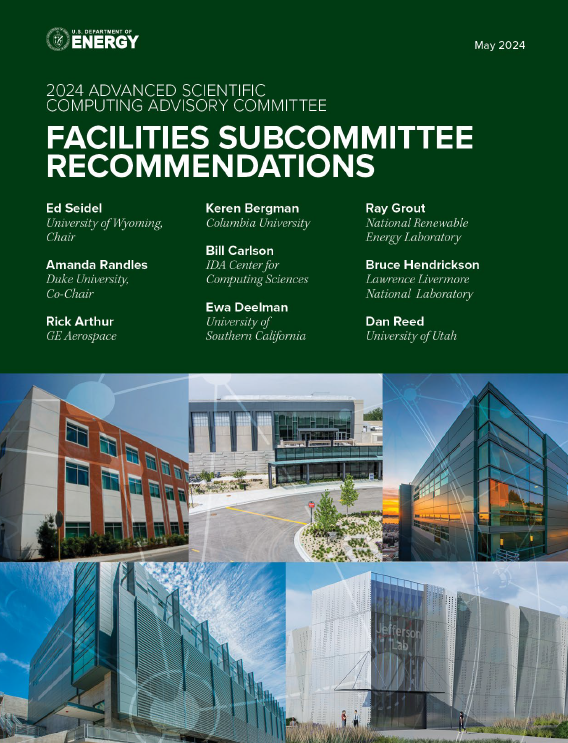 U.S. DEPARTMENT OF
ENERGY
May 2024
2024 ADVANCED SCIENTIFIC
COMPUTING ADVISORY COMMITTEE
FACILITIES SUBCOMMITTEE
RECOMMENDATIONS
Ed Seidel
University of Wyoming,
Chair
Amanda Randles
Duke University,
Co-Chair
Rick Arthur
GE Aerospace
Keren Bergman
Columbia University
Bill Carlson
IDA Center for
Computing Sciences
Ewa Deelman
University of
Southern California
Ray Grout
National Renewable
Energy Laboratory
Bruce Hendrickson
Lawrence Livermore
National Laboratory
Dan Reed
University of Utah
Jefferson
Lab